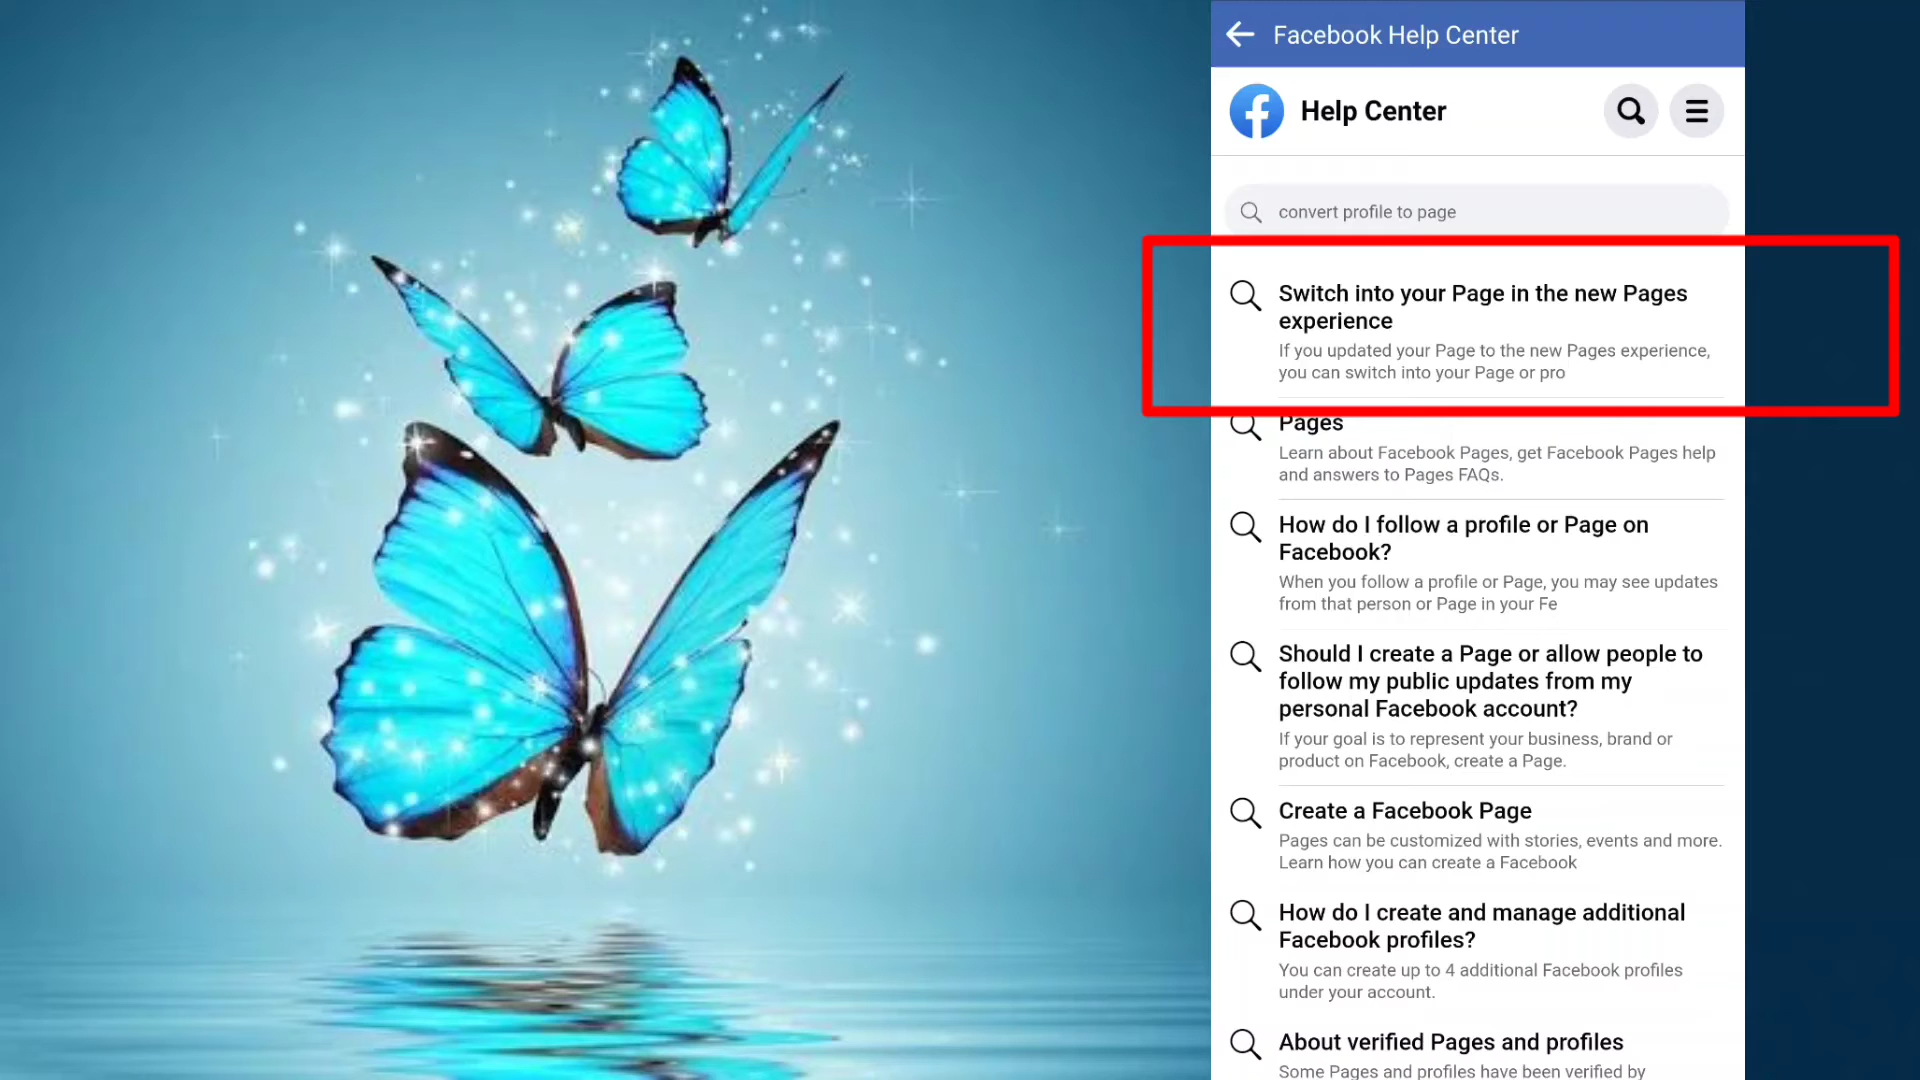 Facebook Help Center
Help Center
convert profile to page
Switch into your Page in the new Pages
experience
If you updated your Page to the new Pages experience,
you can switch into your Page or pro
Pages
Learn about Facebook Pages, get Facebook Pages help
and answers to Pages FAQs.
How do I follow a profile or Page on
Facebook?
When you follow a profile or Page, you may see updates
from that person or Page in your Fe
Should I create a Page or allow people to
follow my public updates from my
personal Facebook account?
If your goal is to represent your business, brand or
product on Facebook, create a Page.
Create a Facebook Page
Pages can be customized with stories, events and more.
Learn how you can create a Facebook
How do I create and manage additional
Facebook profiles?
You can create up to 4 additional Facebook profiles
under your account.
About verified Pages and profiles
Some Pages and profiles have been verified by